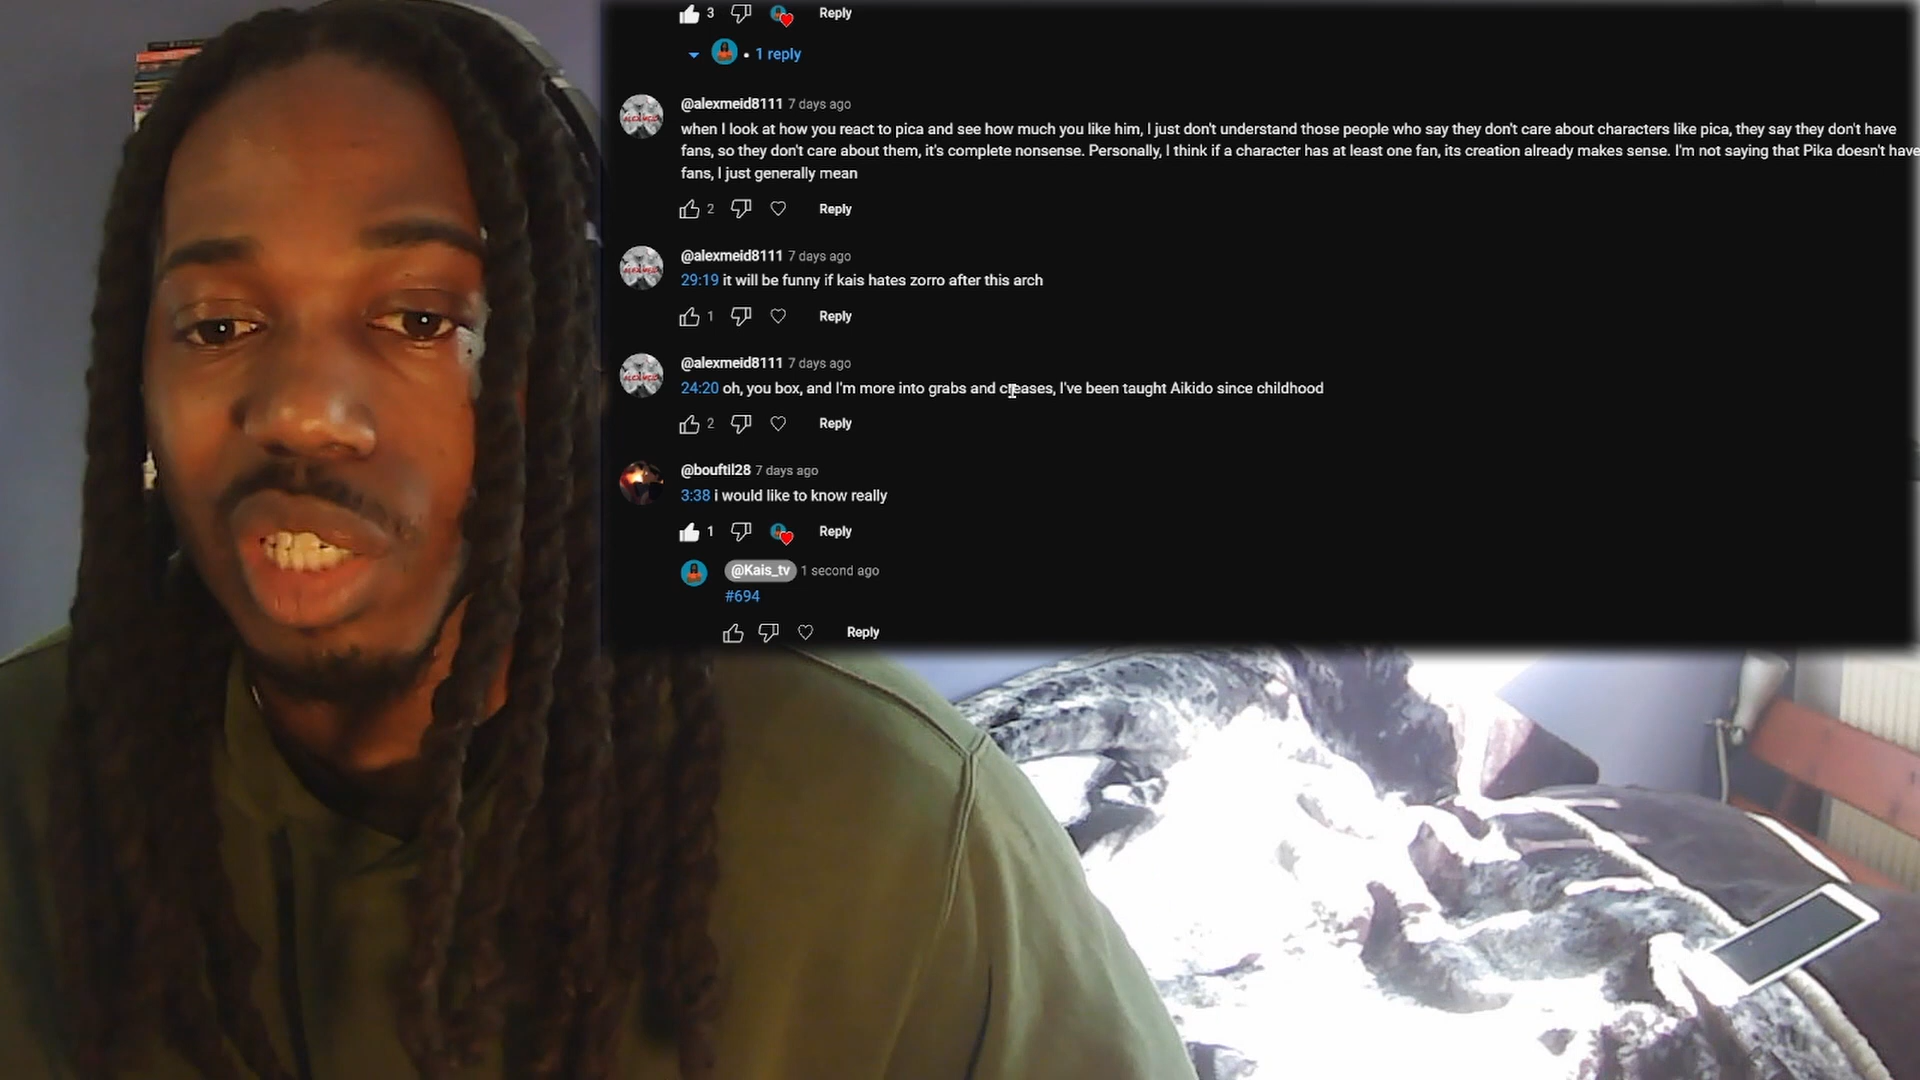 3 Reply
• 1 reply
@alexmeid8111 7 days ago
when I look at how you react to pica and see how much you like him, I just don't understand those people who say they don't care about characters like pica, they say they don't have
fans, so they don't care about them, it's complete nonsense. Personally, I think if a character has at least one fan, its creation already makes sense. I'm not saying that Pika doesn't have
fans, I just generally mean
2 Reply
@alexmeid8111 7 days ago
29:19 it will be funny if kais hates zorro after this arch
1 Reply
@alexmeid8111 7 days ago
24:20 oh, you box, and I'm more into grabs and creases, I've been taught Aikido since childhood
2 Reply
@bouftil28 7 days ago
3:38 i would like to know really
1 Reply
@Kais_tv 1 second ago
#694
Reply